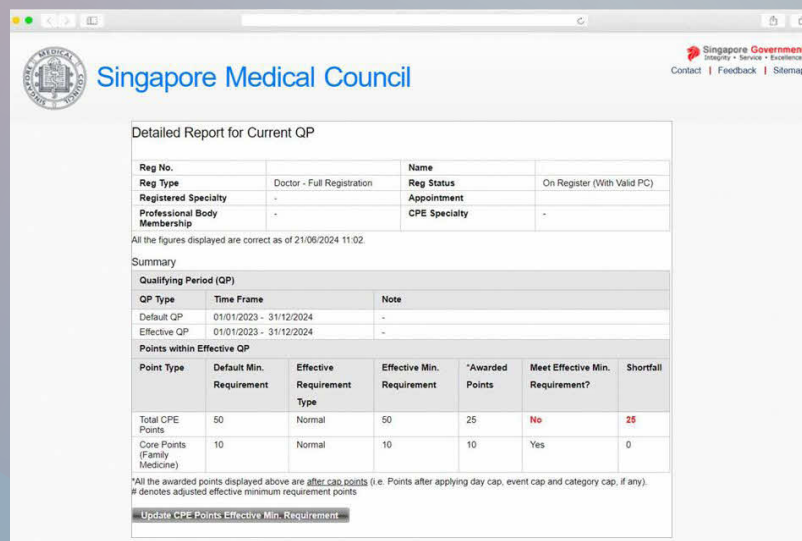 SINGAPORE MEDICAL COUNCIL
Singapore Medical Council
Singapore Government
Integrity • Service • Excellence
Contact | Feedback | Sitemap
Detailed Report for Current QP
Reg No. Name
Reg Type Doctor - Full Registration Reg Status On Register (With Valid PC)
Registered Specialty - Appointment
Professional Body
Membership - CPE Specialty -
All the figures displayed are correct as of 21/06/2024 11:02.
Summary
Qualifying Period (QP)
QP Type Time Frame Note
Default QP 01/01/2023 - 31/12/2024 -
Effective QP 01/01/2023 - 31/12/2024 -
Points within Effective QP
Point Type Default Min. Effective Effective Min. *Awarded Meet Effective Min. Shortfall
Requirement Requirement Requirement Points Requirement?
Type
Total CPE 50 Normal 50 25 No 25
Points
Core Points 10 Normal 10 10 Yes 0
(Family
Medicine)
*All the awarded points displayed above are after cap points (i.e. Points after applying day cap, event cap and category cap, if any).
# denotes adjusted effective minimum requirement points
Update CPE Points Effective Min. Requirement